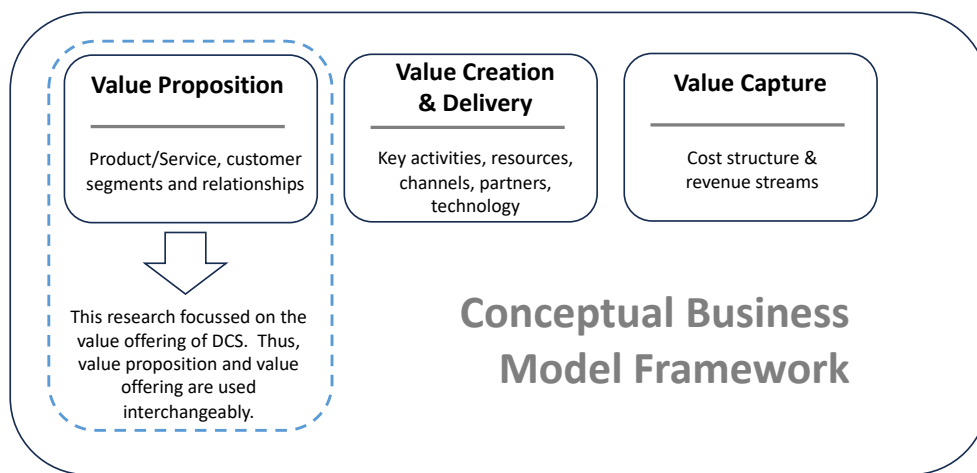 Value Proposition
Product/Service, customer
segments and relationships
This research focussed on the
value offering of DCS.  Thus,
value proposition and value
offering are used
interchangeably.
Value Creation
& Delivery
Key activities, resources,
channels, partners,
technology
Value Capture
Cost structure &
revenue streams
Conceptual Business
Model Framework